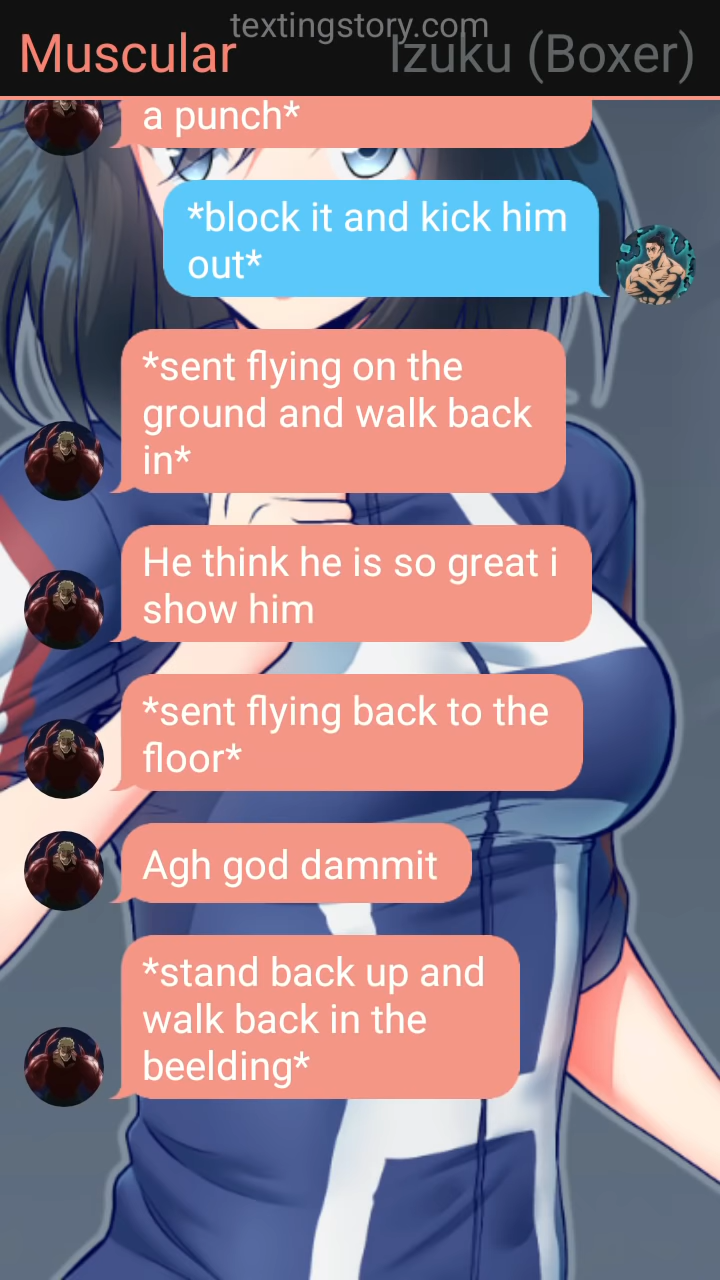 textingstory.com
Muscular
Izuku (Boxer)
a punch*
*block it and kick him
out*
*sent flying on the
ground and walk back
in*
He think he is so great i
show him
*sent flying back to the
floor*
Agh god dammit
*stand back up and
walk back in the
beelding*